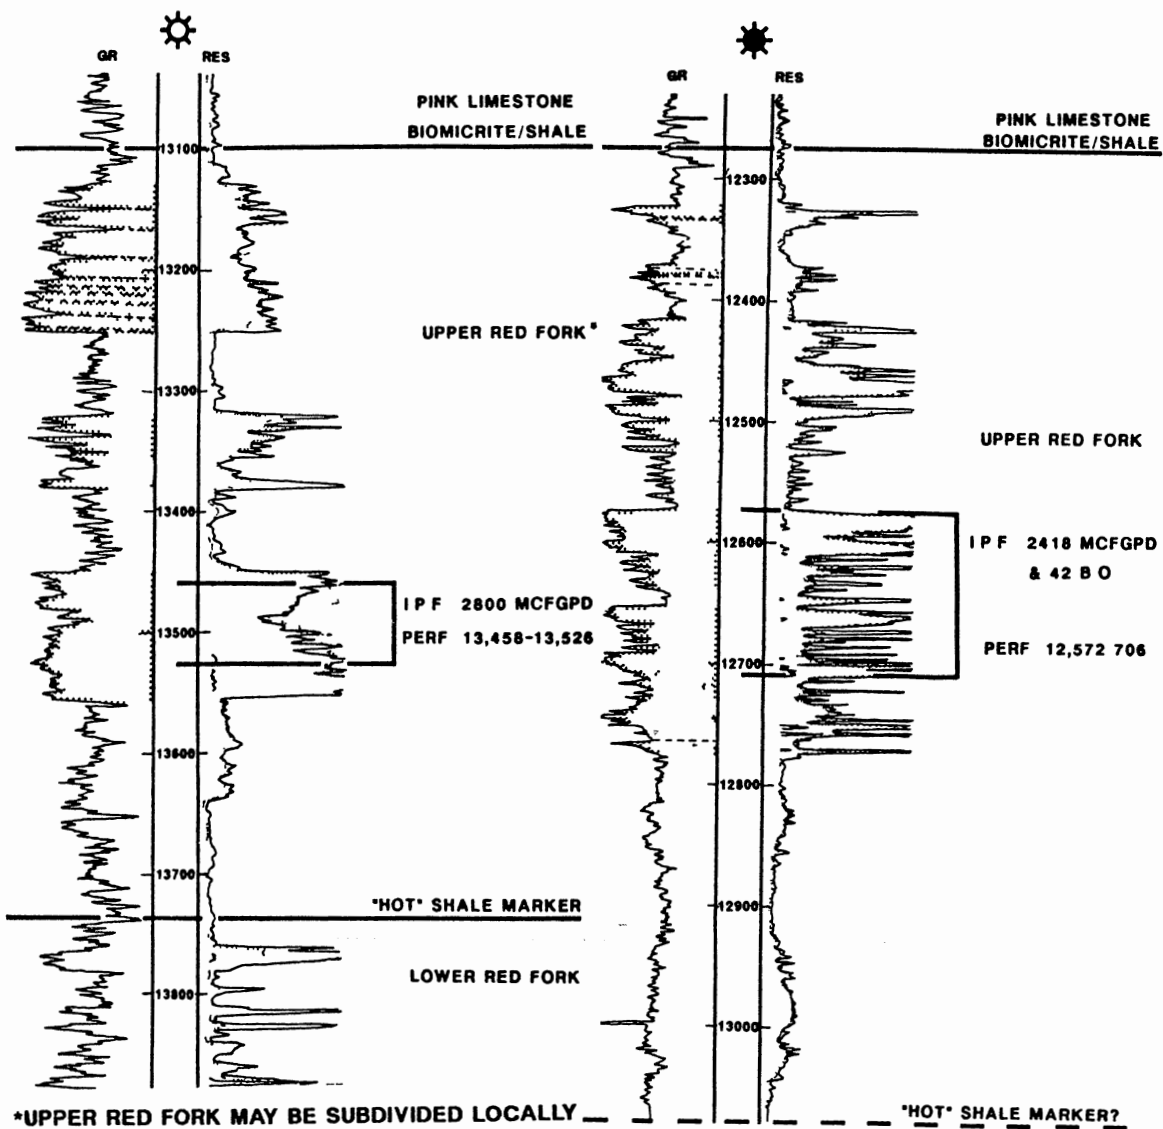 GR
RES
PINK LIMESTONE
BIOMICRITE/SHALE
13100
13200
UPPER RED FORK*
13300
13400
I P F 2800 MCFGPD
PERF 13,458-13,526
13500
13600
13700
"HOT" SHALE MARKER
LOWER RED FORK
13800
GR
RES
PINK LIMESTONE
BIOMICRITE/SHALE
12300
12400
UPPER RED FORK
12500
12600
I P F 2418 MCFGPD
& 42 B O
PERF 12,572 706
12700
12800
12900
13000
"HOT" SHALE MARKER?
*UPPER RED FORK MAY BE SUBDIVIDED LOCALLY